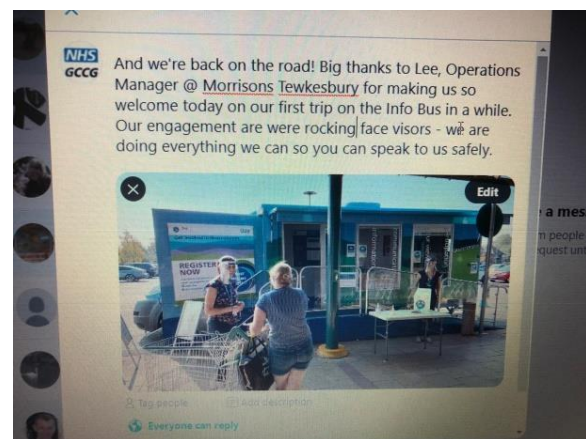 NHS
GCCG
And we're back on the road! Big thanks to Lee, Operations
Manager @ Morrisons Tewkesbury for making us so
welcome today on our first trip on the Info Bus in a while.
Our engagement are were rocking face visors - we are
doing everything we can so you can speak to us safely.
Edit
REGISTER
NOW
e a mes
m people
equest unt
Tag people
Add description
Everyone can reply